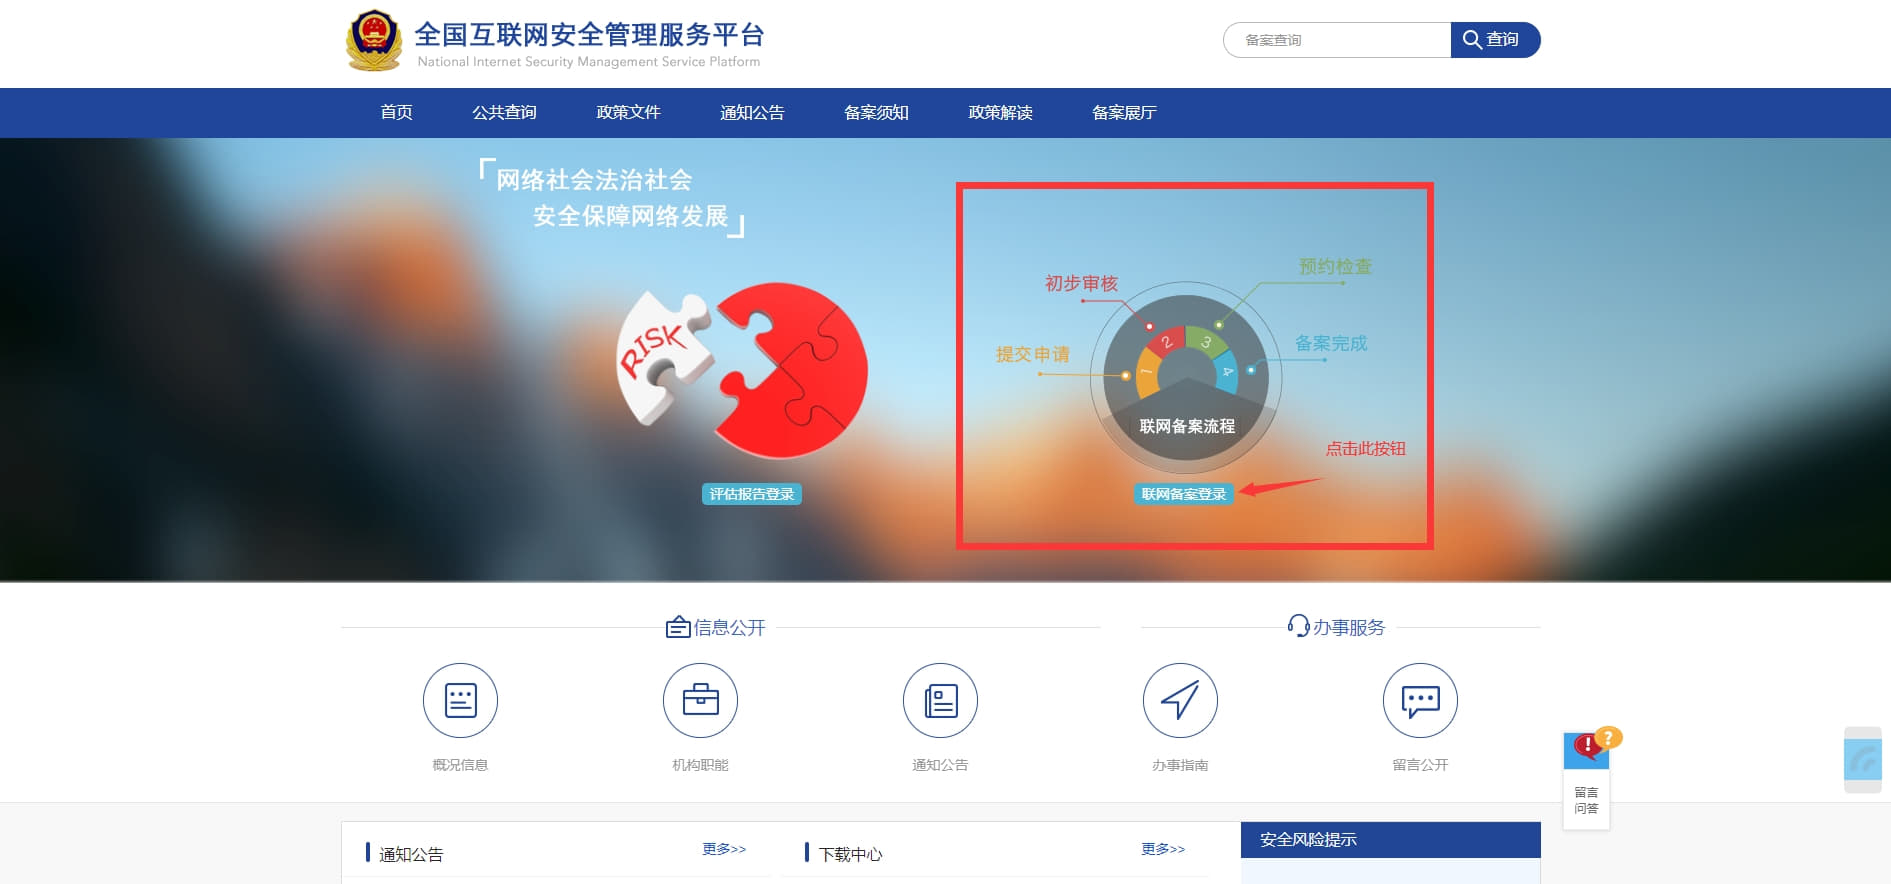 全国互联网安全管理服务平台
National Internet Security Management Service Platform
备案查询
查询
首页 公共查询 政策文件 通知公告 备案须知 政策解读 备案展厅
「网络社会法治社会
安全保障网络发展」
RISK
评估报告登录
初步审核
预约检查
提交申请
备案完成
1 2 3 4
联网备案流程
点击此按钮
联网备案登录
信息公开
办事服务
概况信息 机构职能 通知公告 办事指南 留言公开
! ?
留言
问答
通知公告 更多>>
下载中心 更多>>
安全风险提示